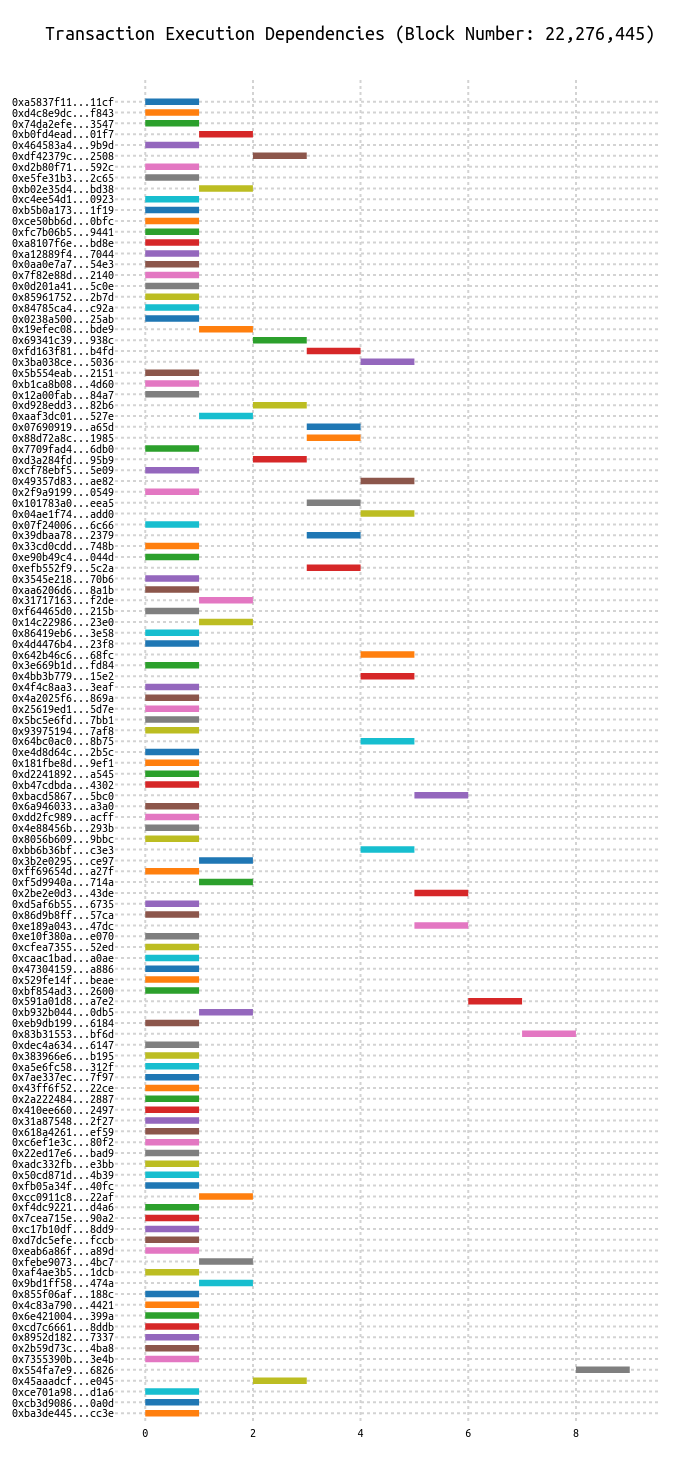 Transaction Execution Dependencies (Block Number: 22,276,445)
0xa5837f11...11cf
0xd4c8e9dc...f843
0x74da2efe...3547
0xb0fd4ead...01f7
0x464583a4...9b9d
0xdf42379c...2508
0xd2b80f71...592c
0xe5fe31b3...2c65
0xb02e35d4...bd38
0xc4ee54d1...0923
0xb5b0a173...1f19
0xce50bb6d...0bfc
0xfc7b06b5...9441
0xa8107f6e...bd8e
0xa12889f4...7044
0x0aa0e7a7...54e3
0x7f82e88d...2140
0x0d201a41...5c0e
0x85961752...2b7d
0x84785ca4...c92a
0x0238a500...25ab
0x19efec08...bde9
0x69341c39...938c
0xfd163f81...b4fd
0x3ba038ce...5036
0x5b554eab...2151
0xb1ca8b08...4d60
0x12a00fab...84a7
0xd928edd3...82b6
0xaaf3dc01...527e
0x07690919...a65d
0x88d72a8c...1985
0x7709fad4...6db0
0xd3a284fd...95b9
0xcf78ebf5...5e09
0x49357d83...ae82
0x2f9a9199...0549
0x101783a0...eea5
0x04ae1f74...add0
0x07f24006...6c66
0x39dbaa78...2379
0x33cd0cdd...748b
0xe90b49c4...044d
0xefb552f9...5c2a
0x3545e218...70b6
0xaa6206d6...8a1b
0x31717163...f2de
0xf64465d0...215b
0x14c22986...23e0
0x86419eb6...3e58
0x4d4476b4...23f8
0x642b46c6...68fc
0x3e669b1d...fd84
0x4bb3b779...15e2
0x4f4c8aa3...3eaf
0x4a2025f6...869a
0x25619ed1...5d7e
0x5bc5e6fd...7bb1
0x93975194...7af8
0x64bc0ac0...8b75
0xe4d8d64c...2b5c
0x181fbe8d...9ef1
0xd2241892...a545
0xb47cdbda...4302
0xbacd5867...5bc0
0x6a946033...a3a0
0xdd2fc989...acff
0x4e88456b...293b
0x8056b609...9bbc
0xbb6b36bf...c3e3
0x3b2e0295...ce97
0xff69654d...a27f
0xf5d9940a...714a
0x2be2e0d3...43de
0xd5af6b55...6735
0x86d9b8ff...57ca
0xe189a043...47dc
0xe10f380a...e070
0xcfea7355...52ed
0xcaac1bad...a0ae
0x47304159...a886
0x529fe14f...beae
0xbf854ad3...2600
0x591a01d8...a7e2
0xb932b044...0db5
0xeb9db199...6184
0x83b31553...bf6d
0xdec4a634...6147
0x383966e6...b195
0xa5e6fc58...312f
0x7ae337ec...7f97
0x43ff6f52...22ce
0x2a222484...2887
0x410ee660...2497
0x31a87548...2f27
0x618a4261...ef59
0xc6ef1e3c...80f2
0x22ed17e6...bad9
0xadc332fb...e3bb
0x50cd871d...4b39
0xfb05a34f...40fc
0xcc0911c8...22af
0xf4dc9221...d4a6
0x7cea715e...90a2
0xc17b10df...8dd9
0xd7dc5efe...fccb
0xeab6a86f...a89d
0xfebe9073...4bc7
0xaf4ae3b5...1dcb
0x9bd1ff58...474a
0x855f06af...188c
0x4c83a790...4421
0x6e421004...399a
0xcd7c6661...8ddb
0x8952d182...7337
0x2b59d73c...4ba8
0x7355390b...3e4b
0x554fa7e9...6826
0x45aaadcf...e045
0xce701a98...d1a6
0xcb3d9086...0a0d
0xba3de445...cc3e
0 2 4 6 8